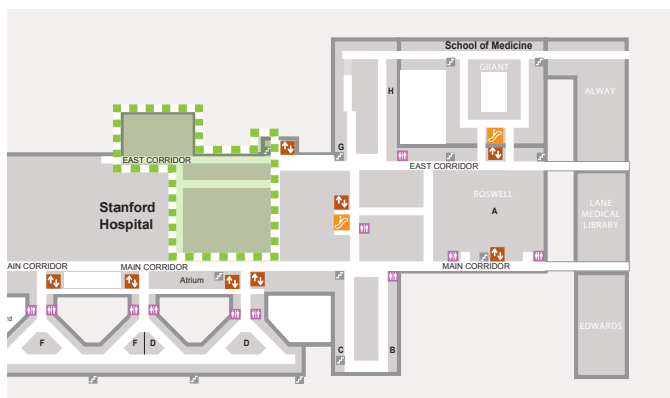 School of Medicine
GRANT
H
ALWAY
G
EAST CORRIDOR
EAST CORRIDOR
BOSWELL
A
LANE
MEDICAL
LIBRARY
Stanford
Hospital
AIN CORRIDOR
MAIN CORRIDOR
MAIN CORRIDOR
Atrium
EDWARDS
F
F
D
D
C
B